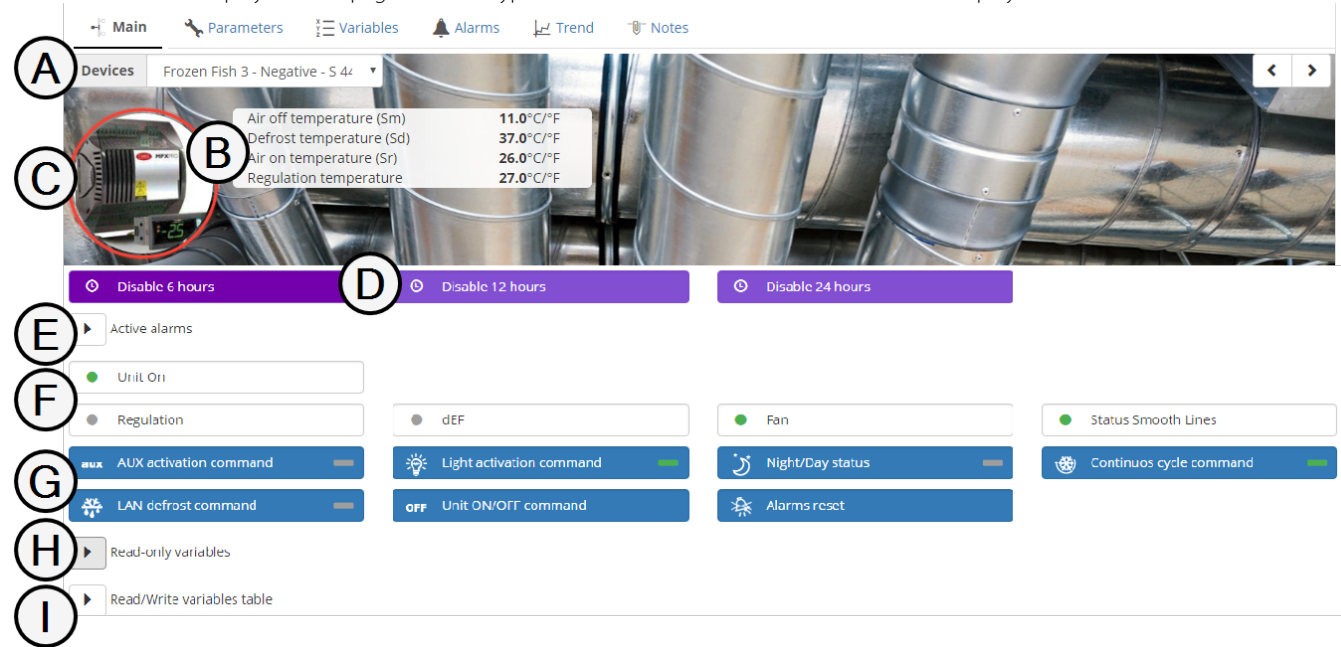 Main Parameters Variables Alarms Trend Notes
A
Devices Frozen Fish 3 - Negative - S 44
B
Air off temperature (Sm) 11.0°C/°F
Defrost temperature (Sd) 37.0°C/°F
Air on temperature (Sr) 26.0°C/°F
Regulation temperature 27.0°C/°F
C
MPXPRO
-25
D
Disable 6 hours Disable 12 hours Disable 24 hours
E
Active alarms
Unit On
F
Regulation dEF Fan Status Smooth Lines
aux AUX activation command Light activation command Night/Day status Continuos cycle command
G
LAN defrost command OFF Unit ON/OFF command Alarms reset
H
Read-only variables
I
Read/Write variables table